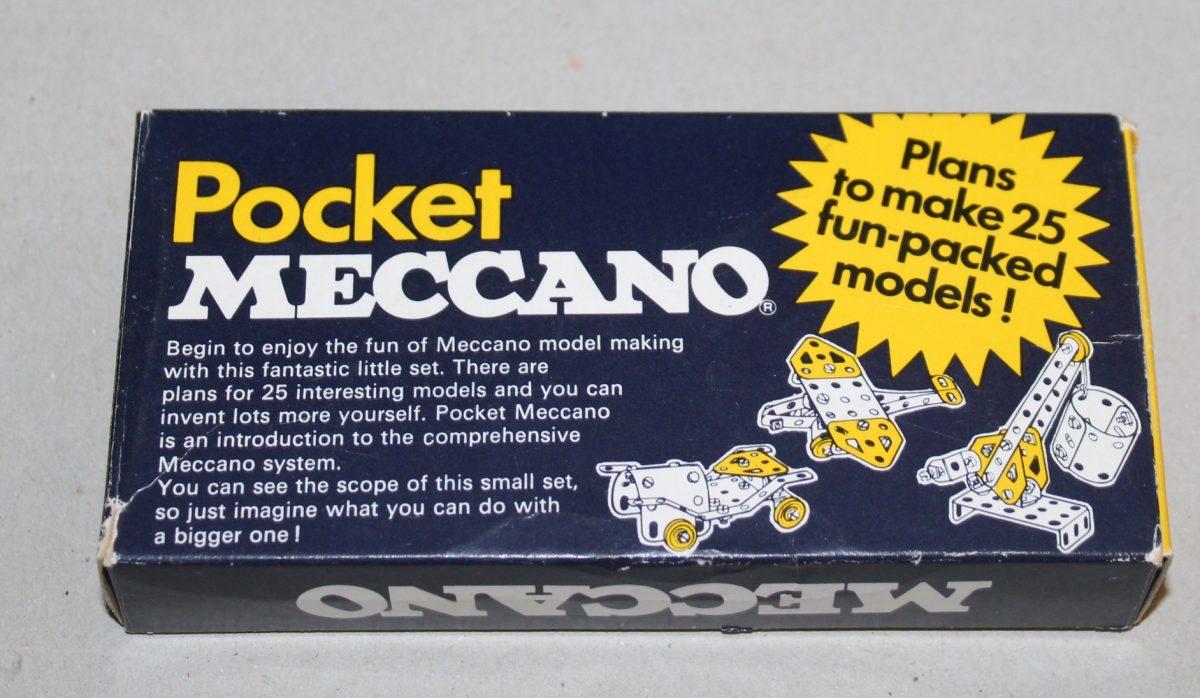 Pocket
MECCANO®
Begin to enjoy the fun of Meccano model making
with this fantastic little set. There are
plans for 25 interesting models and you can
invent lots more yourself. Pocket Meccano
is an introduction to the comprehensive
Meccano system.
You can see the scope of this small set,
so just imagine what you can do with
a bigger one!
Plans
to make 25
fun-packed
models!
MECCANO